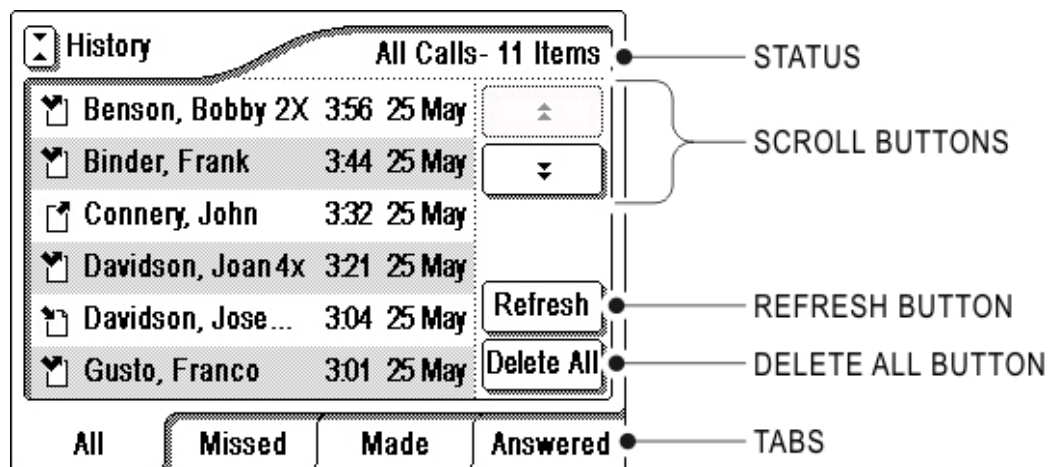 History
All Calls- 11 Items
STATUS
Benson, Bobby 2X 3:56 25 May
SCROLL BUTTONS
Binder, Frank 3:44 25 May
Connery, John 3:32 25 May
Davidson, Joan 4x 3:21 25 May
Davidson, Jose... 3:04 25 May
Refresh
REFRESH BUTTON
Gusto, Franco 3:01 25 May
Delete All
DELETE ALL BUTTON
All Missed Made Answered
TABS